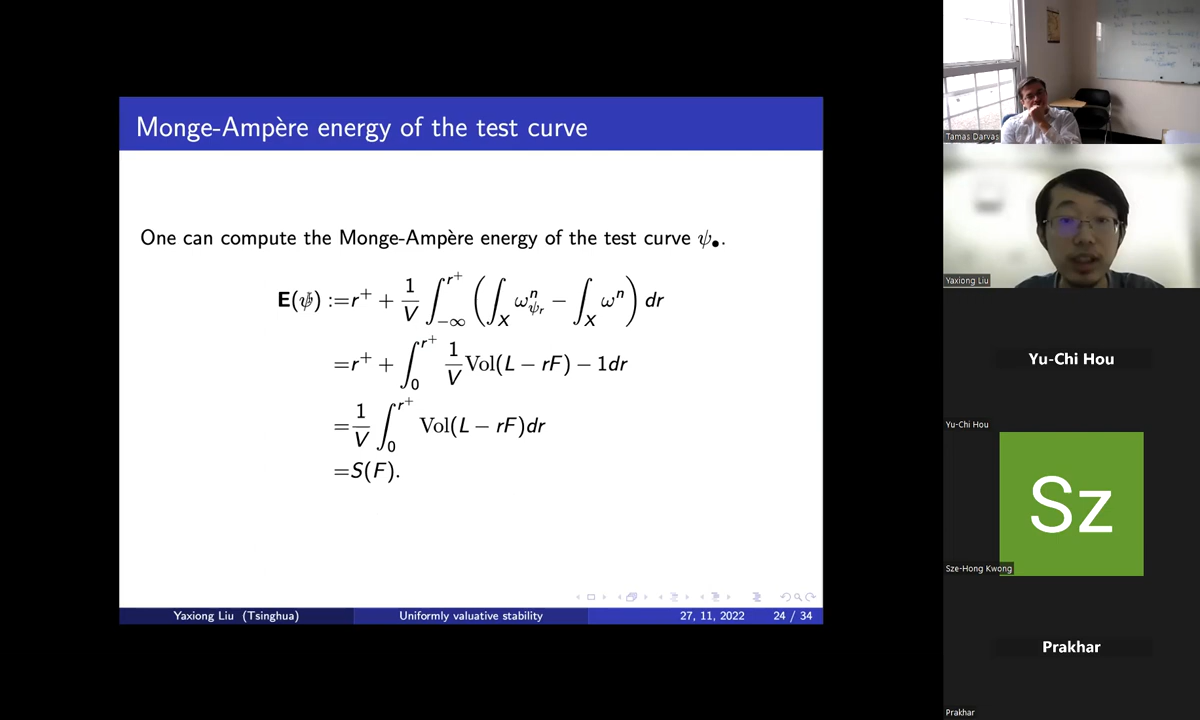 Monge-Ampère energy of the test curve
One can compute the Monge-Ampère energy of the test curve ψ•.
E(ψ̂) :=r⁺ + 1/V ∫_{-∞}^{r⁺} ( ∫_X ω^n_{ψ_r} − ∫_X ω^n ) dr
=r⁺ + ∫_0^{r⁺} 1/V Vol(L − rF) − 1dr
=1/V ∫_0^{r⁺} Vol(L − rF)dr
=S(F).
Yaxiong Liu (Tsinghua) Uniformly valuative stability 27, 11, 2022 24 / 34
Tamas Darvas
Yaxiong Liu
Yu-Chi Hou
Yu-Chi Hou
Sz
Sze-Hong Kwong
Prakhar
Prakhar